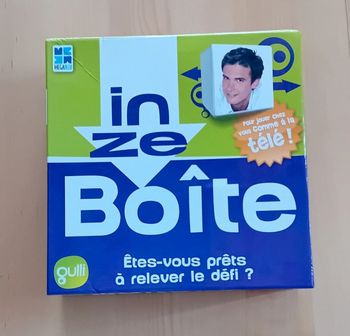 MEGABLEU
in
ze
Boîte
Pour jouer chez
vous comme à la
télé !
Êtes-vous prêts
à relever le défi ?
gulli